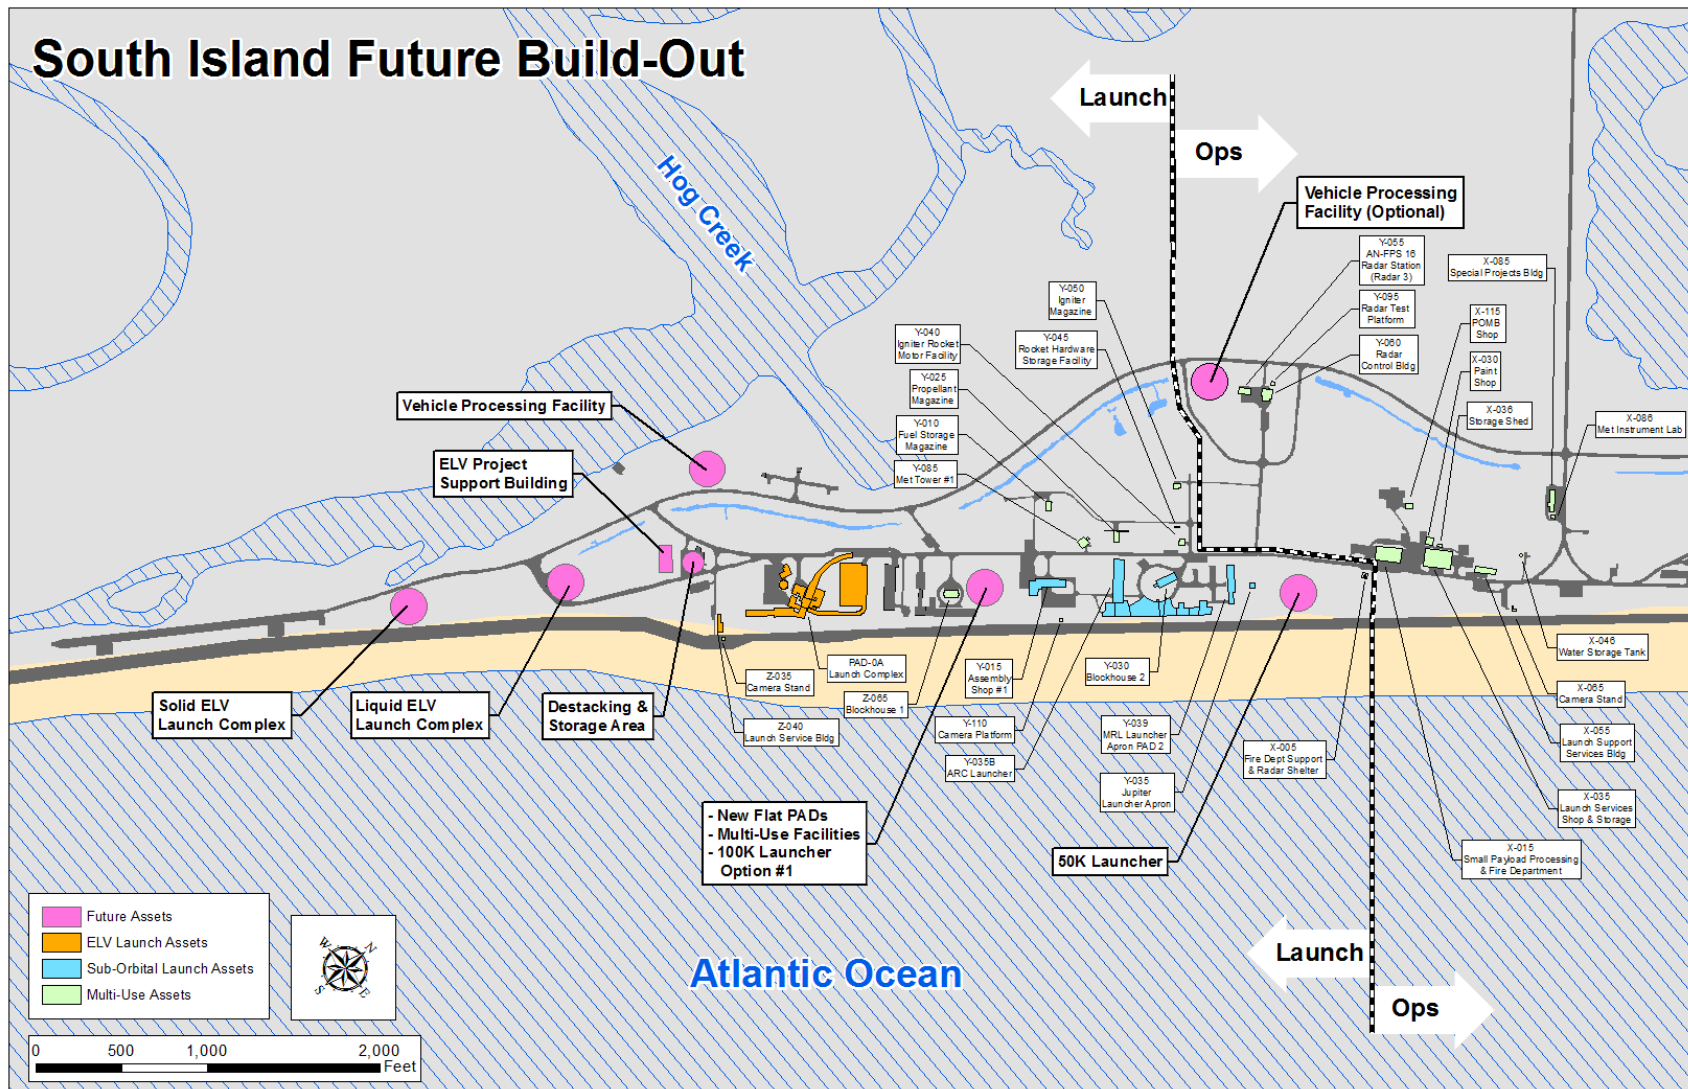 South Island Future Build-Out
Launch
Ops
Hog Creek
Vehicle Processing
Facility (Optional)
Y-055
AN-FPS 16
Radar Station
(Radar 3)
X-085
Special Projects Bldg
Y-050
Igniter
Magazine
Y-095
Radar Test
Platform
X-115
POMB
Shop
Y-040
Igniter Rocket
Motor Facility
Y-045
Rocket Hardware
Storage Facility
Y-060
Radar
Control Bldg
X-030
Paint
Shop
Y-025
Propellant
Magazine
X-036
Storage Shed
X-086
Met Instrument Lab
Vehicle Processing Facility
Y-010
Fuel Storage
Magazine
ELV Project
Support Building
Y-085
Met Tower #1
X-046
Water Storage Tank
PAD-0A
Launch Complex
Z-035
Camera Stand
Y-015
Assembly
Shop #1
Y-030
Blockhouse 2
X-065
Camera Stand
Solid ELV
Launch Complex
Liquid ELV
Launch Complex
Destacking &
Storage Area
Z-065
Blockhouse 1
Z-040
Launch Service Bldg
Y-110
Camera Platform
Y-039
MRL Launcher
Apron PAD 2
X-055
Launch Support
Services Bldg
X-005
Fire Dept Support
& Radar Shelter
Y-035B
ARC Launcher
Y-035
Jupiter
Launcher Apron
X-035
Launch Services
Shop & Storage
- New Flat PADs
- Multi-Use Facilities
- 100K Launcher
Option #1
50K Launcher
X-015
Small Payload Processing
& Fire Department
Future Assets
ELV Launch Assets
Sub-Orbital Launch Assets
Multi-Use Assets
W
N
S
E
Atlantic Ocean
Launch
Ops
0 500 1,000 2,000
Feet